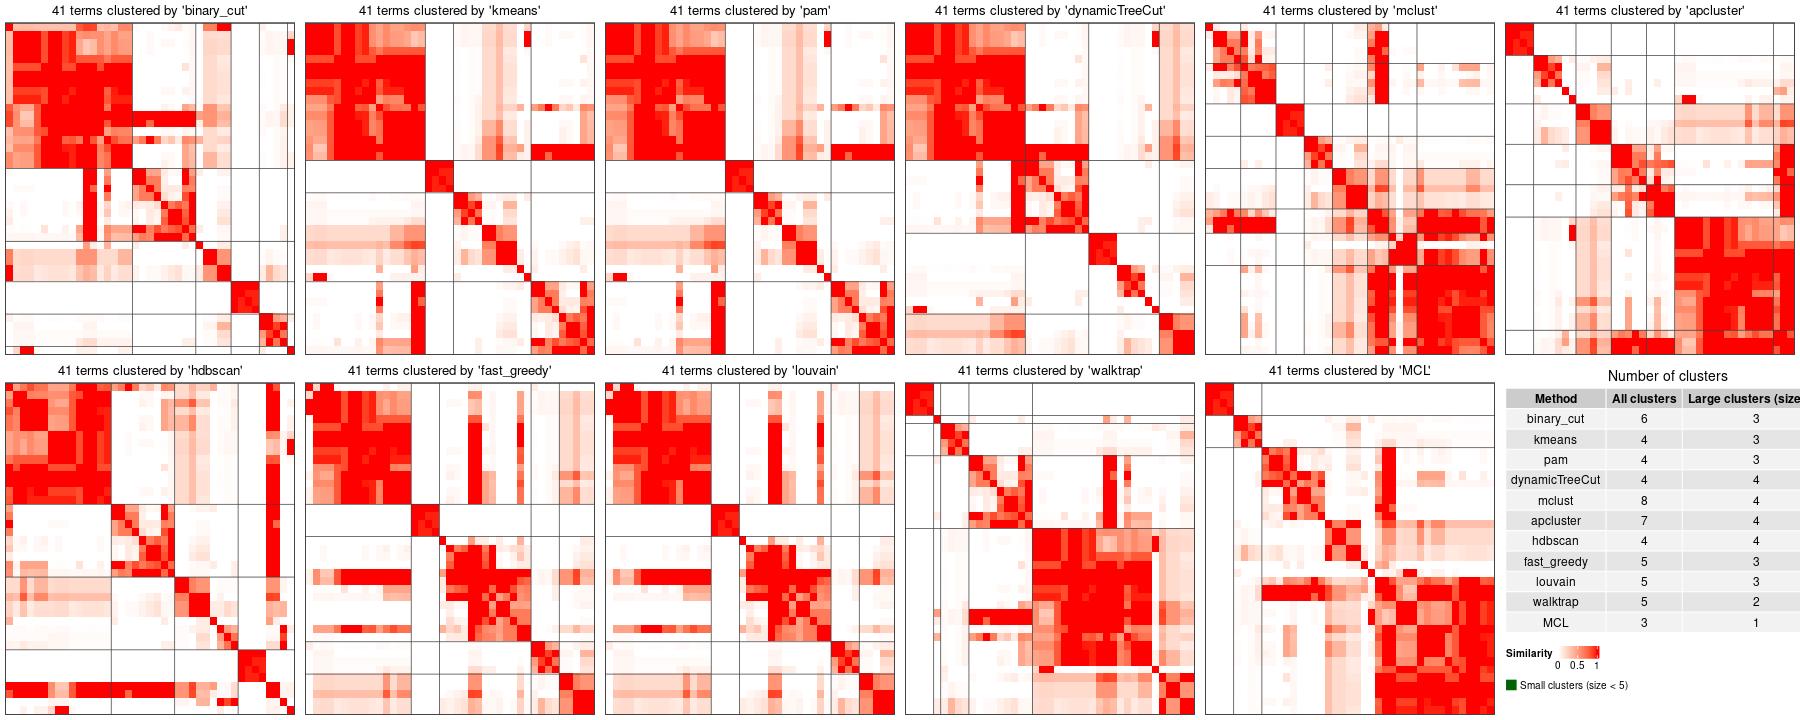 41 terms clustered by 'binary_cut'
41 terms clustered by 'kmeans'
41 terms clustered by 'pam'
41 terms clustered by 'dynamicTreeCut'
41 terms clustered by 'mclust'
41 terms clustered by 'apcluster'
41 terms clustered by 'hdbscan'
41 terms clustered by 'fast_greedy'
41 terms clustered by 'louvain'
41 terms clustered by 'walktrap'
41 terms clustered by 'MCL'
Number of clusters
Method All clusters Large clusters (size
binary_cut 6 3
kmeans 4 3
pam 4 3
dynamicTreeCut 4 4
mclust 8 4
apcluster 7 4
hdbscan 4 4
fast_greedy 5 3
louvain 5 3
walktrap 5 2
MCL 3 1
Similarity
0 0.5 1
Small clusters (size < 5)